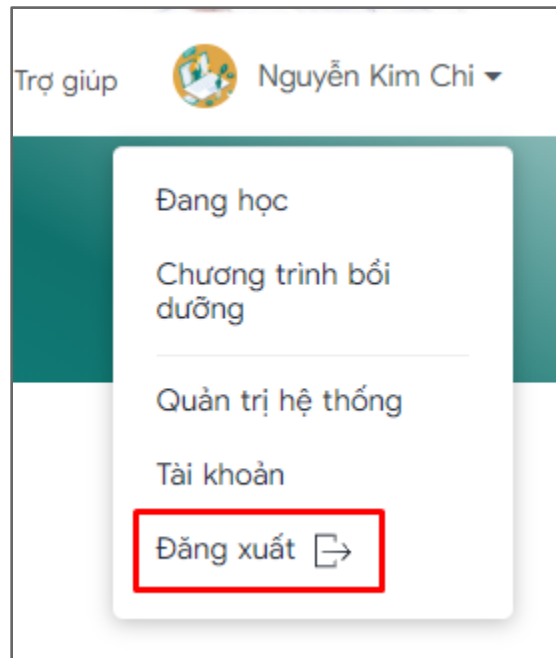 Trợ giúp Nguyễn Kim Chi
Đang học
Chương trình bồi
dưỡng
Quản trị hệ thống
Tài khoản
Đăng xuất